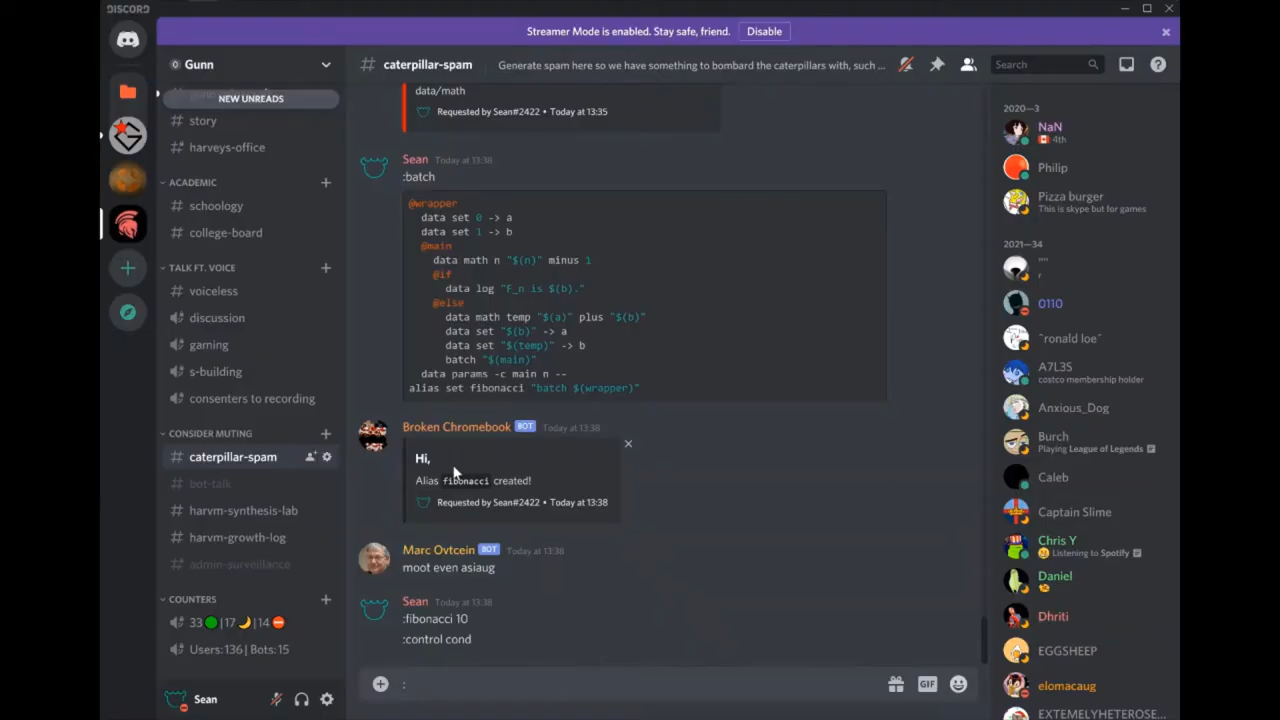 DISCORD
Streamer Mode is enabled. Stay safe, friend.
Disable
Gunn
NEW UNREADS
# story
# harveys-office
ACADEMIC
# schoology
# college-board
TALK FT. VOICE
# voiceless
discussion
gaming
s-building
consenters to recording
CONSIDER MUTING
# caterpillar-spam
# bot-talk
# harvm-synthesis-lab
# harvm-growth-log
# admin-surveillance
COUNTERS
33 🟢|17 🌙|14 ⛔
Users:136 | Bots:15
Sean
# caterpillar-spam
Generate spam here so we have something to bombard the caterpillars with, such ...
Search
data/math
Requested by Sean#2422 • Today at 13:35
Sean Today at 13:38
:batch
@wrapper
data set 0 -> a
data set 1 -> b
@main
data math n "$(n)" minus 1
@if
data log "F_n is $(b)."
@else
data math temp "$(a)" plus "$(b)"
data set "$(b)" -> a
data set "$(temp)" -> b
batch "$(main)"
data params -c main n --
alias set fibonacci "batch $(wrapper)"
Broken Chromebook BOT Today at 13:38
Hi,
Alias fibonacci created!
Requested by Sean#2422 • Today at 13:38
Marc Ovtcein BOT Today at 13:38
moot even asiaug
Sean Today at 13:38
:fibonacci 10
:control cond
:
GIF
2020—3
NaN
4th
Philip
Pizza burger
This is skype but for games
2021—34
""
,
0110
~ronald loe~
A7L3S
costco membership holder
Anxious_Dog
Burch
Playing League of Legends
Caleb
Captain Slime
Chris Y
Listening to Spotify
Daniel
Dhriti
EGGSHEEP
elomacaug
EXTEMELYHETEROSE...